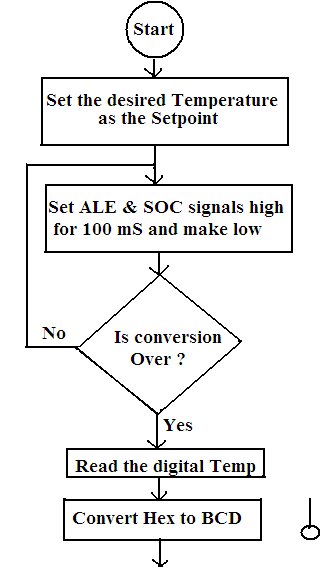 Start
Set the desired Temperature
as the Setpoint
Set ALE & SOC signals high
for 100 mS and make low
Is conversion
Over ?
No
Yes
Read the digital Temp
Convert Hex to BCD